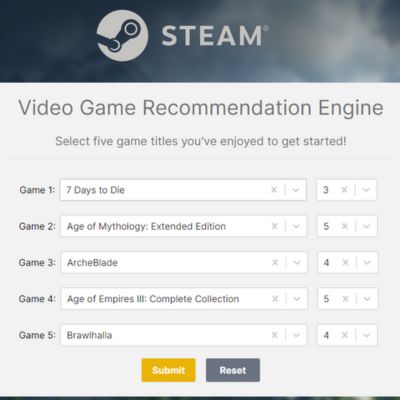 STEAM®
Video Game Recommendation Engine
Select five game titles you've enjoyed to get started!
Game 1: 7 Days to Die 3
Game 2: Age of Mythology: Extended Edition 5
Game 3: ArcheBlade 4
Game 4: Age of Empires III: Complete Collection 5
Game 5: Brawlhalla 4
Submit Reset